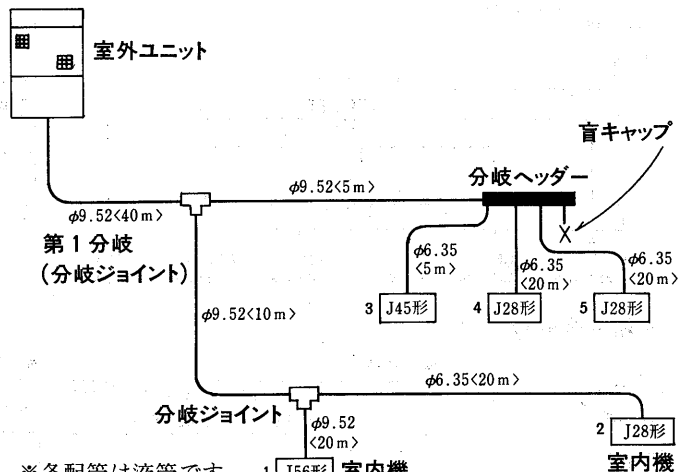 室外ユニット
盲キャップ
分岐ヘッダー
φ9.52<5m>
φ9.52<40m>
第1分岐
(分岐ジョイント)
φ6.35
<5m>
φ6.35
<20m>
φ6.35
<20m>
3 J45形
4 J28形
5 J28形
φ9.52<10m>
φ6.35<20m>
分岐ジョイント
φ9.52
<20m>
2 J28形
室内機
※各配管は液管です
1 J56形 室内機